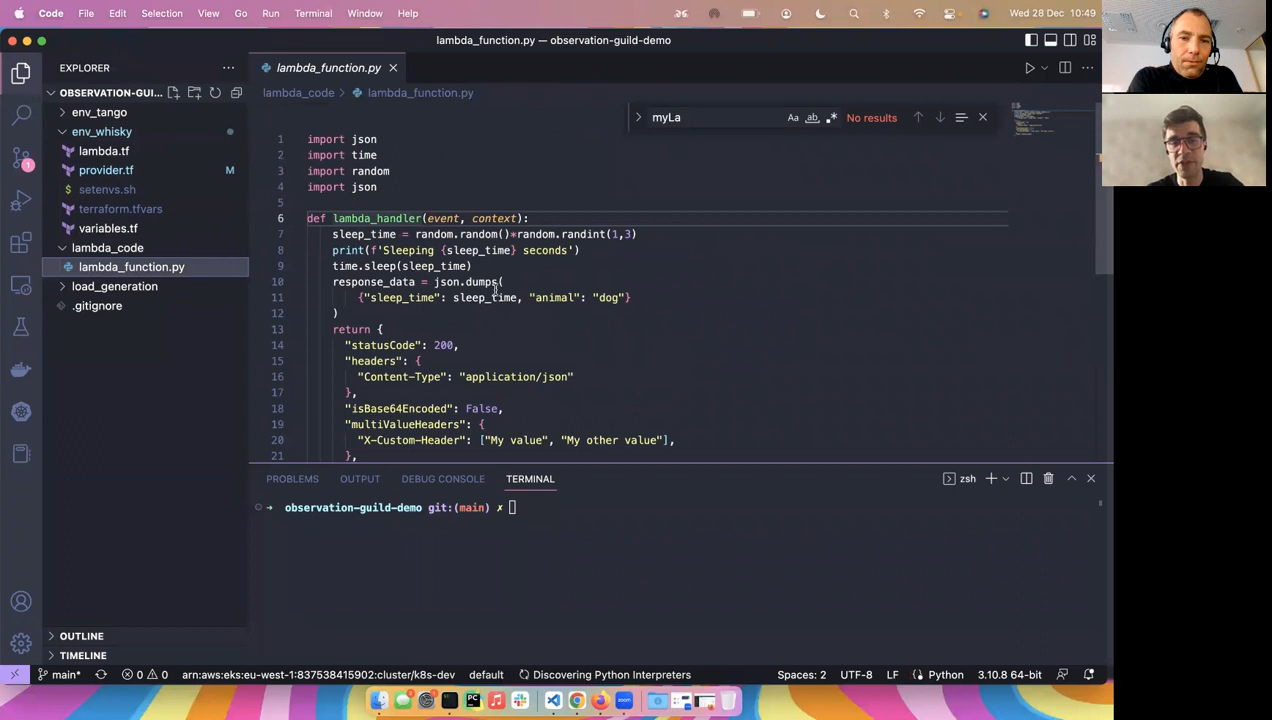 Code File Edit Selection View Go Run Terminal Window Help Wed 28 Dec 10:49
lambda_function.py — observation-guild-demo
EXPLORER
lambda_function.py
OBSERVATION-GUI...
env_tango
env_whisky
lambda.tf
provider.tf M
setenvs.sh
terraform.tfvars
variables.tf
lambda_code
lambda_function.py
load_generation
.gitignore
OUTLINE
TIMELINE
lambda_code > lambda_function.py
myLa Aa ab No results
1 import json
2 import time
3 import random
4 import json
5
6 def lambda_handler(event, context):
7 sleep_time = random.random()*random.randint(1,3)
8 print(f'Sleeping {sleep_time} seconds')
9 time.sleep(sleep_time)
10 response_data = json.dumps(
11 {"sleep_time": sleep_time, "animal": "dog"}
12 )
13 return {
14 "statusCode": 200,
15 "headers": {
16 "Content-Type": "application/json"
17 },
18 "isBase64Encoded": False,
19 "multiValueHeaders": {
20 "X-Custom-Header": ["My value", "My other value"],
21 },
PROBLEMS OUTPUT DEBUG CONSOLE TERMINAL zsh
observation-guild-demo git:(main) ✗
main* 0 0 arn:aws:eks:eu-west-1:837538415902:cluster/k8s-dev default Discovering Python Interpreters Spaces: 2 UTF-8 LF Python 3.10.8 64-bit